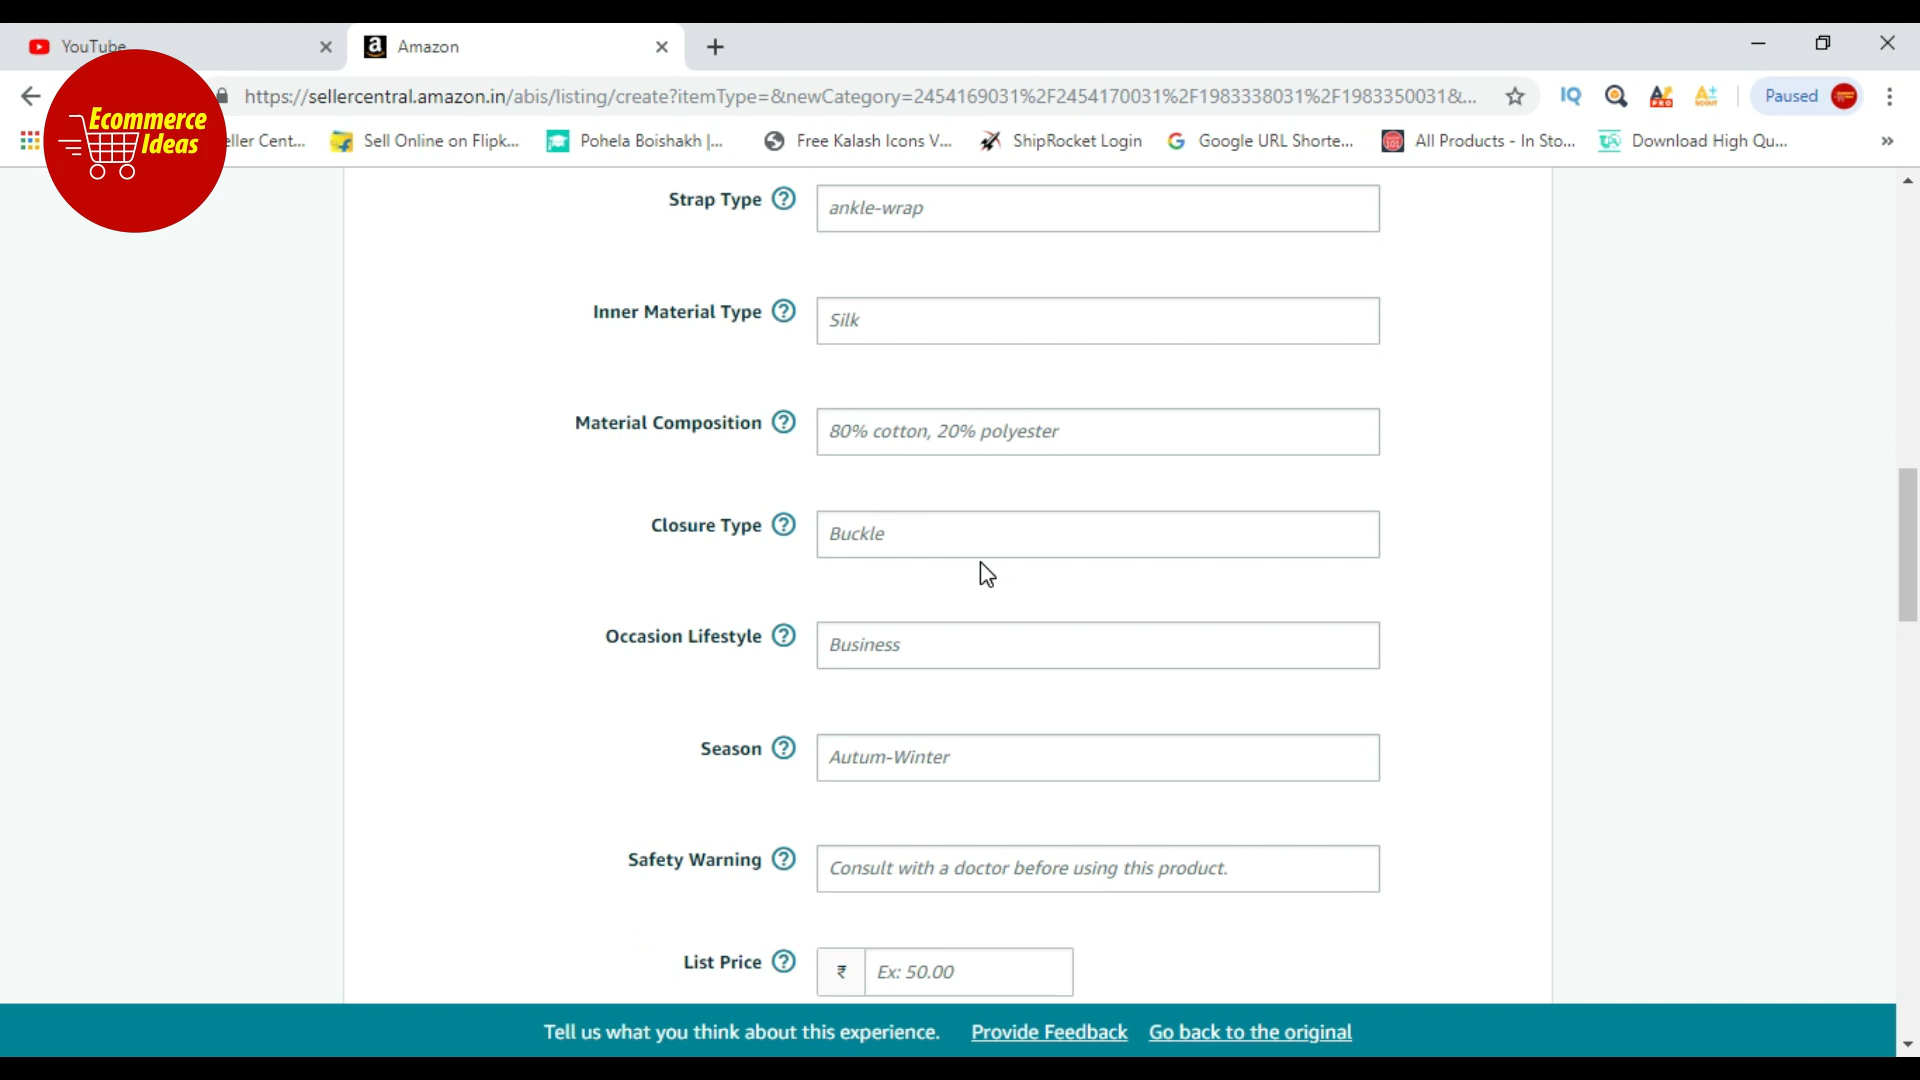 YouTube
Amazon
https://sellercentral.amazon.in/abis/listing/create?itemType=&newCategory=2454169031%2F2454170031%2F1983338031%2F1983350031&...
IQ
PRO
SCOUT
Paused
Ecommerce
Ideas
eller Cent...
Sell Online on Flipk...
Pohela Boishakh |...
Free Kalash Icons V...
ShipRocket Login
Google URL Shorte...
All Products - In Sto...
Download High Qu...
»
Strap Type ?
ankle-wrap
Inner Material Type ?
Silk
Material Composition ?
80% cotton, 20% polyester
Closure Type ?
Buckle
Occasion Lifestyle ?
Business
Season ?
Autum-Winter
Safety Warning ?
Consult with a doctor before using this product.
List Price ?
₹ Ex: 50.00
Tell us what you think about this experience. Provide Feedback Go back to the original